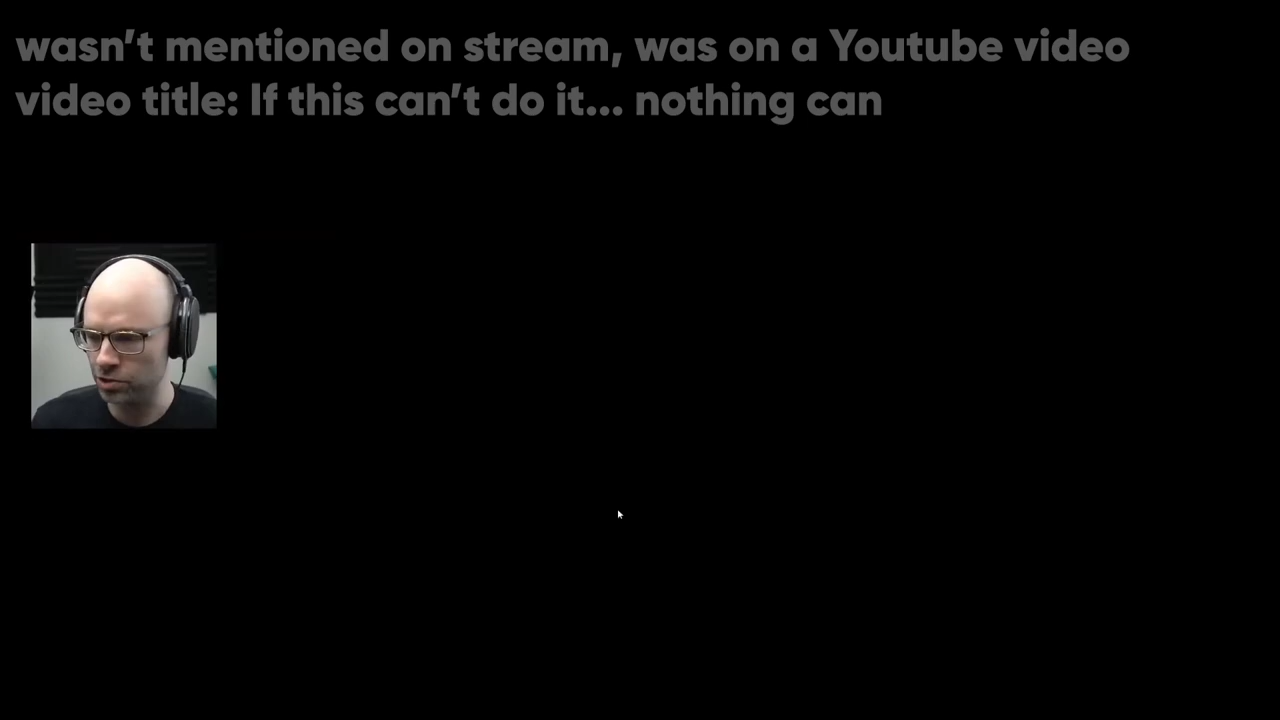 wasn’t mentioned on stream, was on a Youtube video
video title: If this can’t do it... nothing can